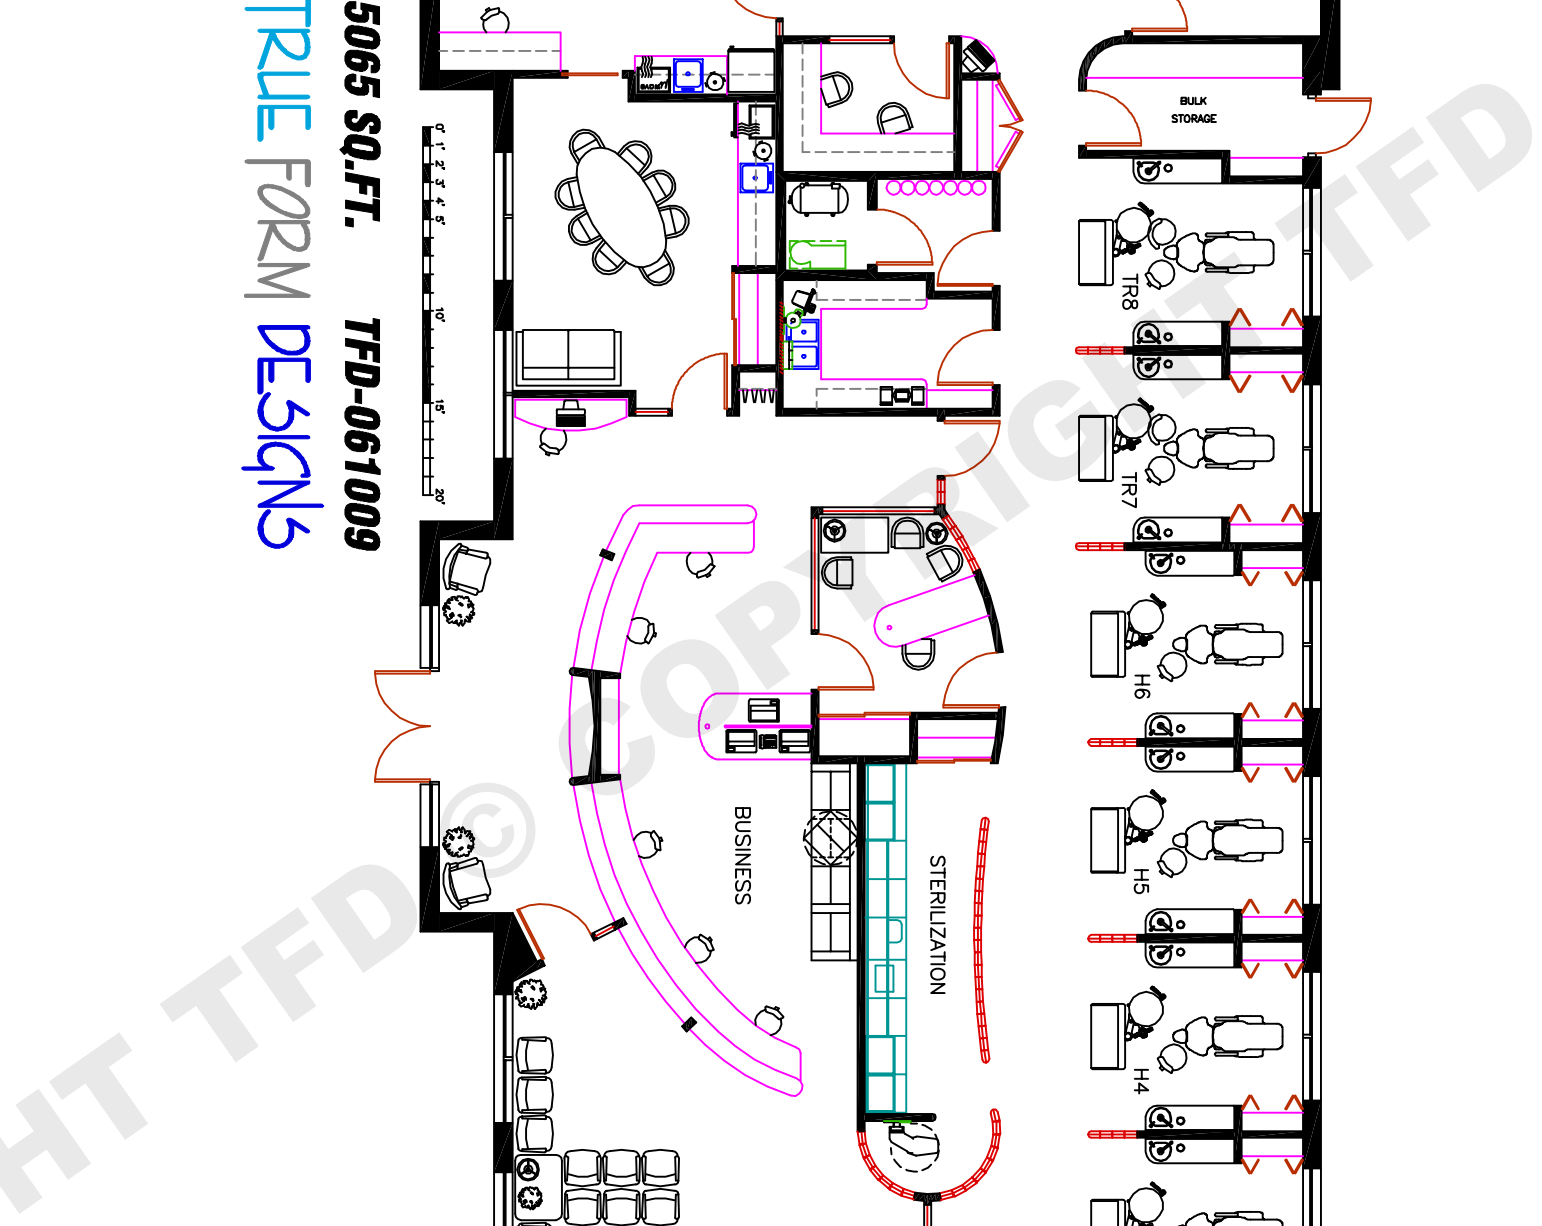 5065 SQ.FT. TFD-061009
TRUE FORM DESIGNS
0' 1' 2' 3' 4' 5' 10' 15' 20'
BULK
STORAGE
TR8
TR7
H6
H5
H4
BUSINESS
STERILIZATION
HT TFD © COPYRIGHT TFD